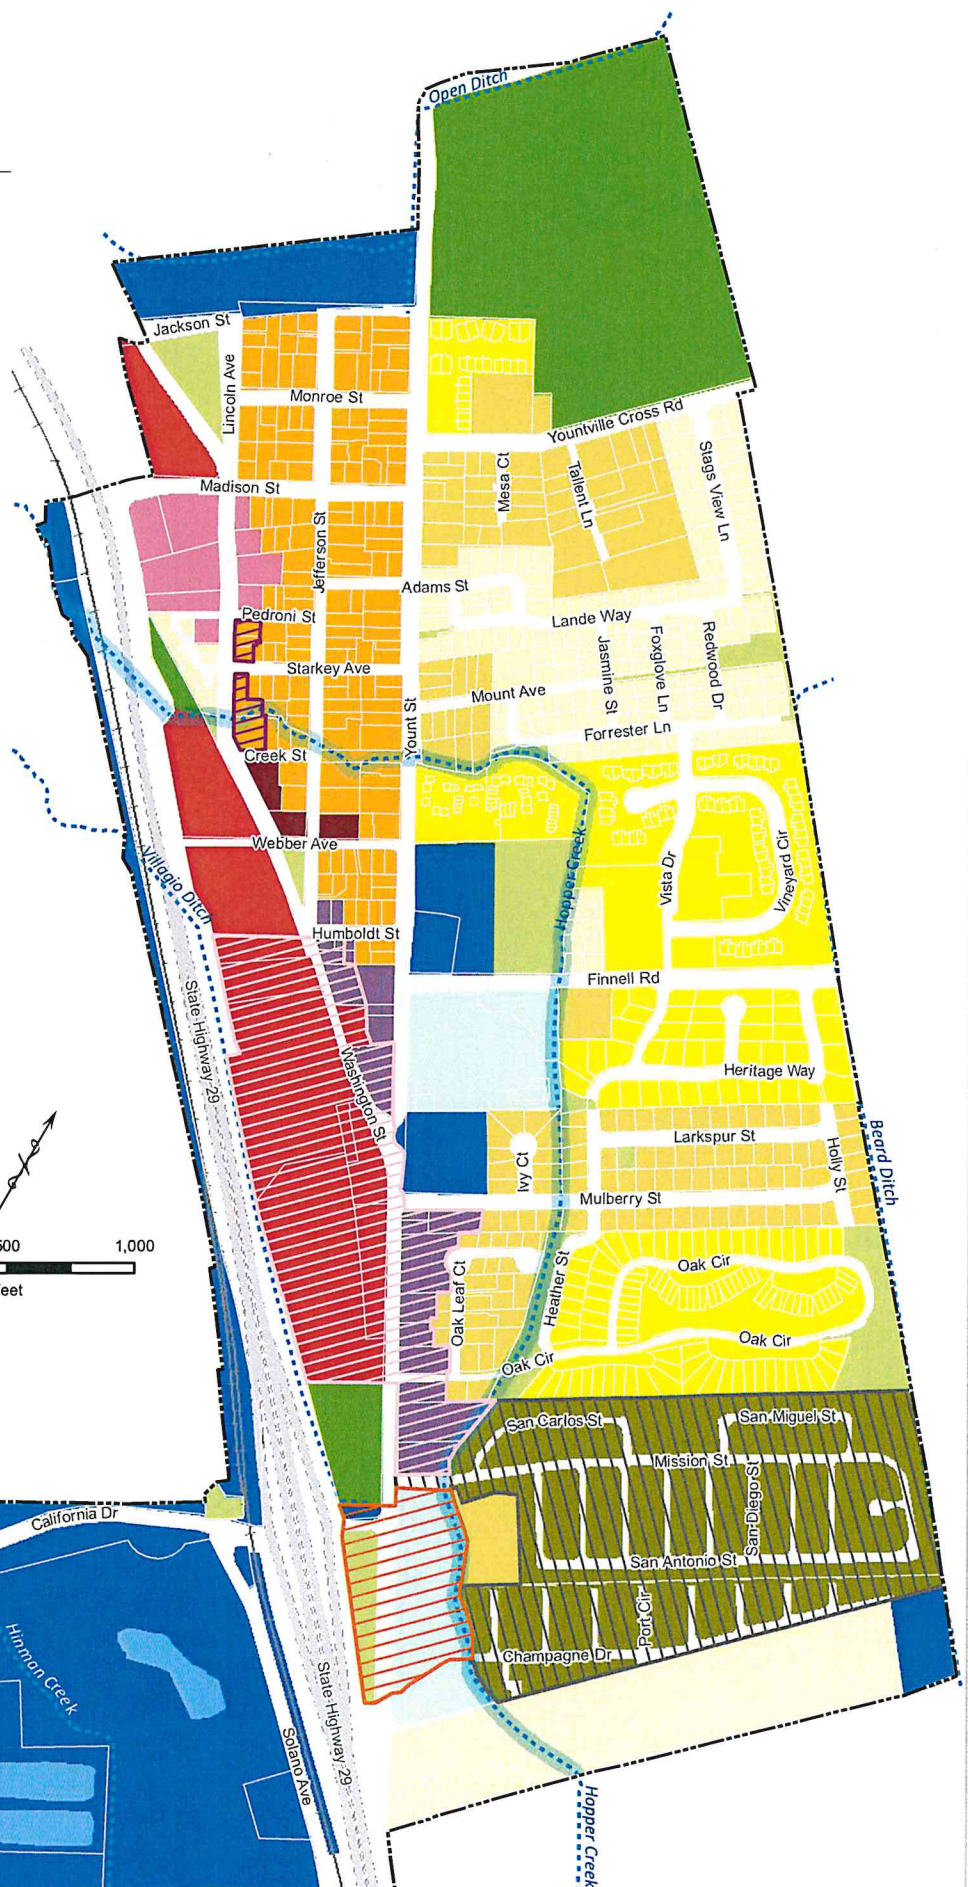 Open Ditch
Jackson St
Lincoln Ave
Monroe St
Yountville Cross Rd
Madison St
Mesa Ct
Tallent Ln
Stags View Ln
Jefferson St
Adams St
Pedroni St
Lande Way
Jasmine St
Foxglove Ln
Redwood Dr
Starkey Ave
Mount Ave
Yount St
Forrester Ln
Creek St
Webber Ave
Hopper Creek
Vista Dr
Vineyard Cir
Villagio Ditch
Humboldt St
Finnell Rd
State Highway 29
Washington St
Heritage Way
Larkspur St
Holly St
Beard Ditch
Ivy Ct
Mulberry St
500
1,000
eet
Oak Leaf Ct
Heather St
Oak Cir
Oak Cir
Oak Cir
San Carlos St
San Miguel St
Mission St
San Diego St
California Dr
San Antonio St
Port Cir
Champagne Dr
Hinman Creek
State Highway 29
Solano Ave
Hopper Creek